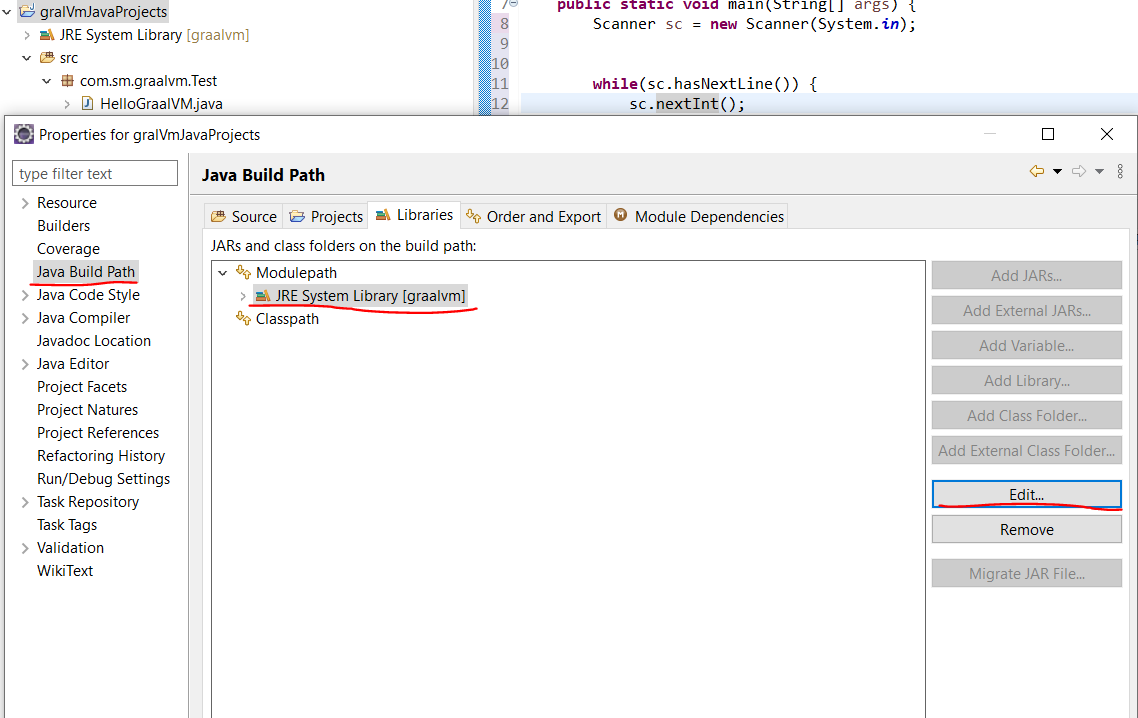 gralVmJavaProjects
JRE System Library [graalvm]
src
com.sm.graalvm.Test
HelloGraalVM.java
7 public static void main(String[] args) {
8 Scanner sc = new Scanner(System.in);
9
10
11 while(sc.hasNextLine()) {
12 sc.nextInt();
Properties for gralVmJavaProjects
type filter text
Resource
Builders
Coverage
Java Build Path
Java Code Style
Java Compiler
Javadoc Location
Java Editor
Project Facets
Project Natures
Project References
Refactoring History
Run/Debug Settings
Task Repository
Task Tags
Validation
WikiText
Java Build Path
Source Projects Libraries Order and Export Module Dependencies
JARs and class folders on the build path:
Modulepath
JRE System Library [graalvm]
Classpath
Add JARs...
Add External JARs...
Add Variable...
Add Library...
Add Class Folder...
Add External Class Folder...
Edit...
Remove
Migrate JAR File...